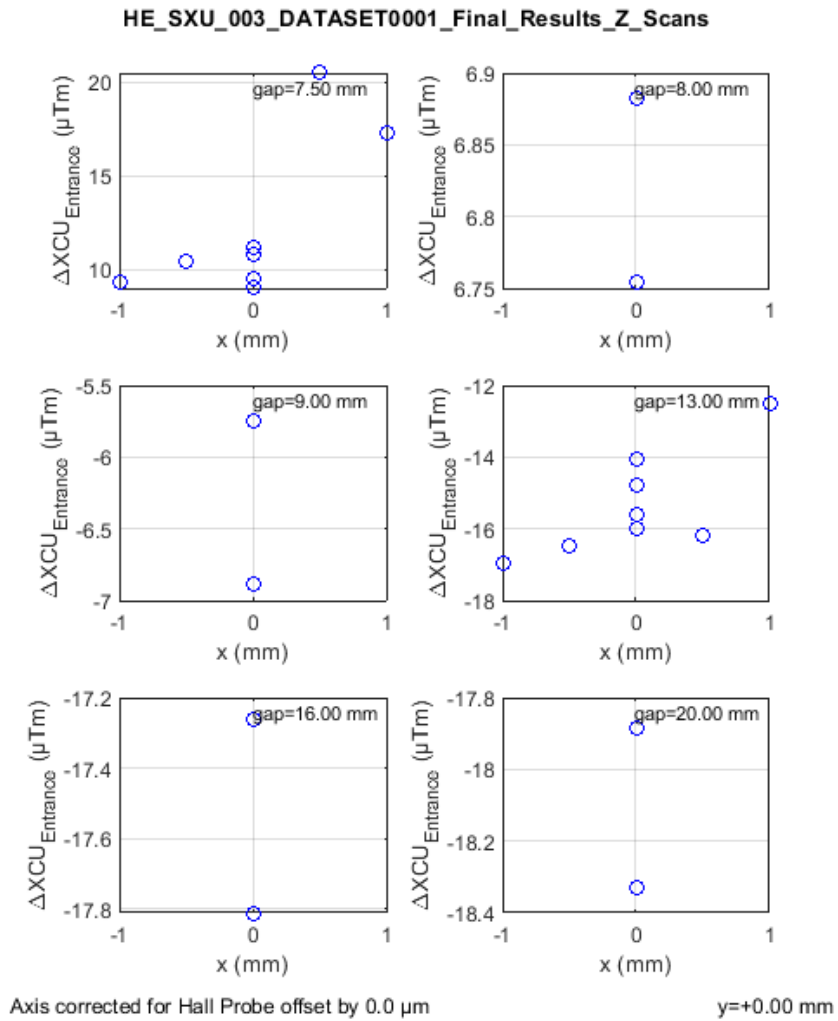 HE_SXU_003_DATASET0001_Final_Results_Z_Scans
ΔXCU_Entrance (µTm)
20
15
10
gap=7.50 mm
-1 0 1
x (mm)
ΔXCU_Entrance (µTm)
6.9
6.85
6.8
6.75
gap=8.00 mm
-1 0 1
x (mm)
ΔXCU_Entrance (µTm)
-5.5
-6
-6.5
-7
gap=9.00 mm
-1 0 1
x (mm)
ΔXCU_Entrance (µTm)
-12
-14
-16
-18
gap=13.00 mm
-1 0 1
x (mm)
ΔXCU_Entrance (µTm)
-17.2
-17.4
-17.6
-17.8
gap=16.00 mm
-1 0 1
x (mm)
ΔXCU_Entrance (µTm)
-17.8
-18
-18.2
-18.4
gap=20.00 mm
-1 0 1
x (mm)
Axis corrected for Hall Probe offset by 0.0 µm
y=+0.00 mm